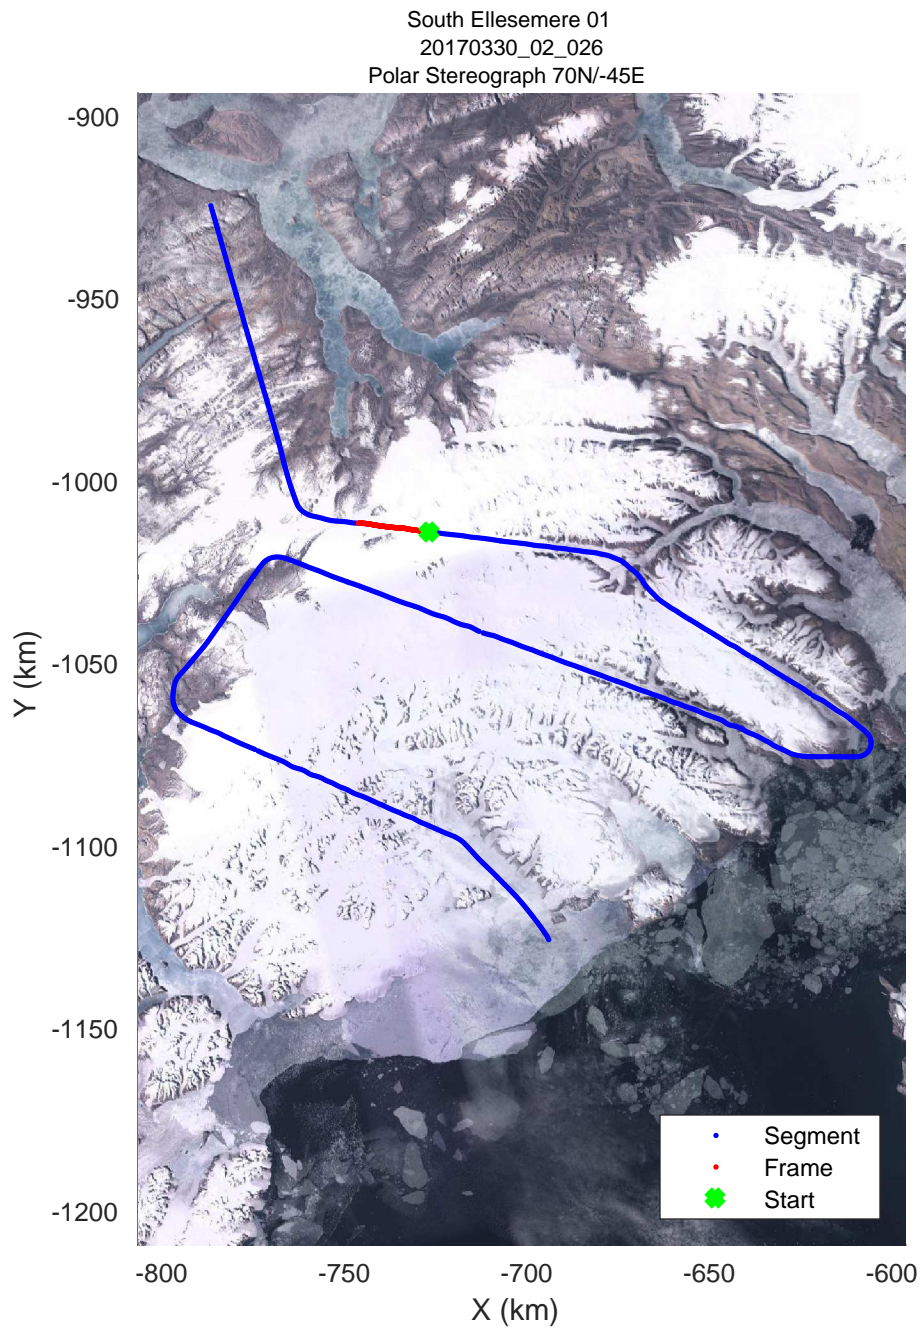 South Ellesemere 01
20170330_02_026
Polar Stereograph 70N/-45E
-900
-950
-1000
-1050
-1100
-1150
-1200
Y (km)
Segment
Frame
Start
-800 -750 -700 -650 -600
X (km)